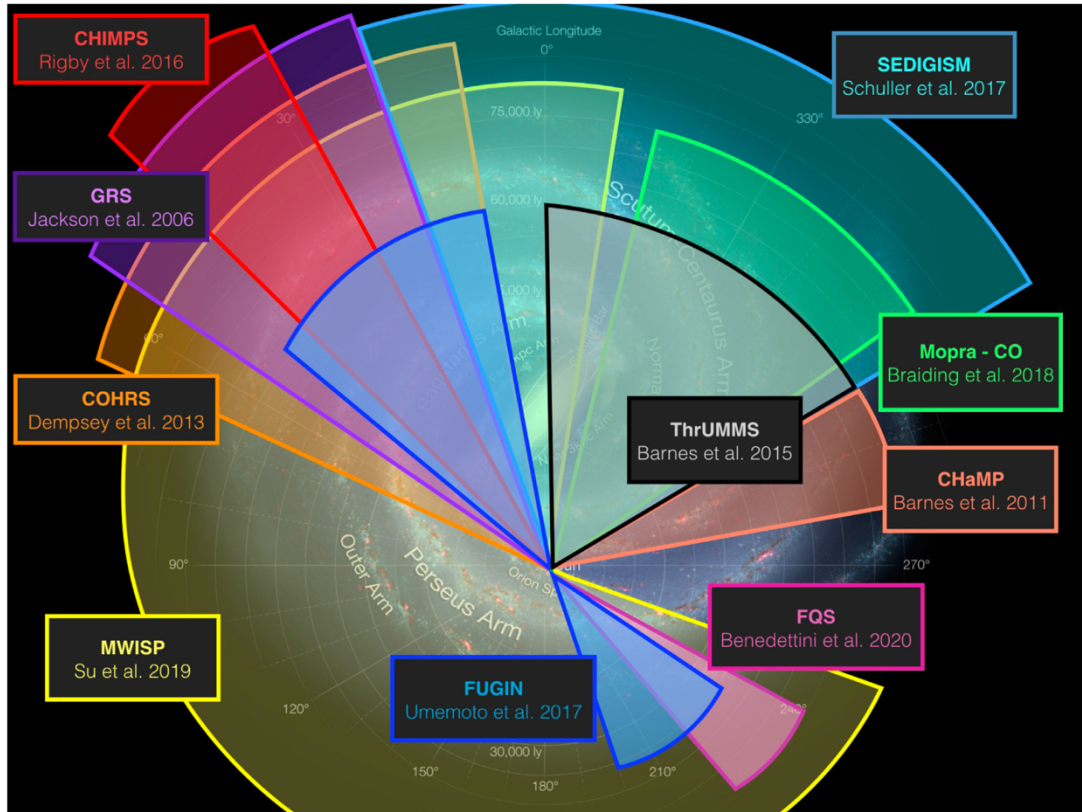 CHIMPS
Rigby et al. 2016
Galactic Longitude
0°
SEDIGISM
Schuller et al. 2017
30°
75,000 ly
330°
GRS
Jackson et al. 2006
60,000 ly
Scutum Centaurus Arm
Norma
60°
COHRS
Dempsey et al. 2013
Mopra - CO
Braiding et al. 2018
ThrUMMS
Barnes et al. 2015
CHaMP
Barnes et al. 2011
90°
Outer Arm
Perseus Arm
Orion
270°
MWISP
Su et al. 2019
FUGIN
Umemoto et al. 2017
FQS
Benedettini et al. 2020
120°
240°
30,000 ly
150°
210°
180°